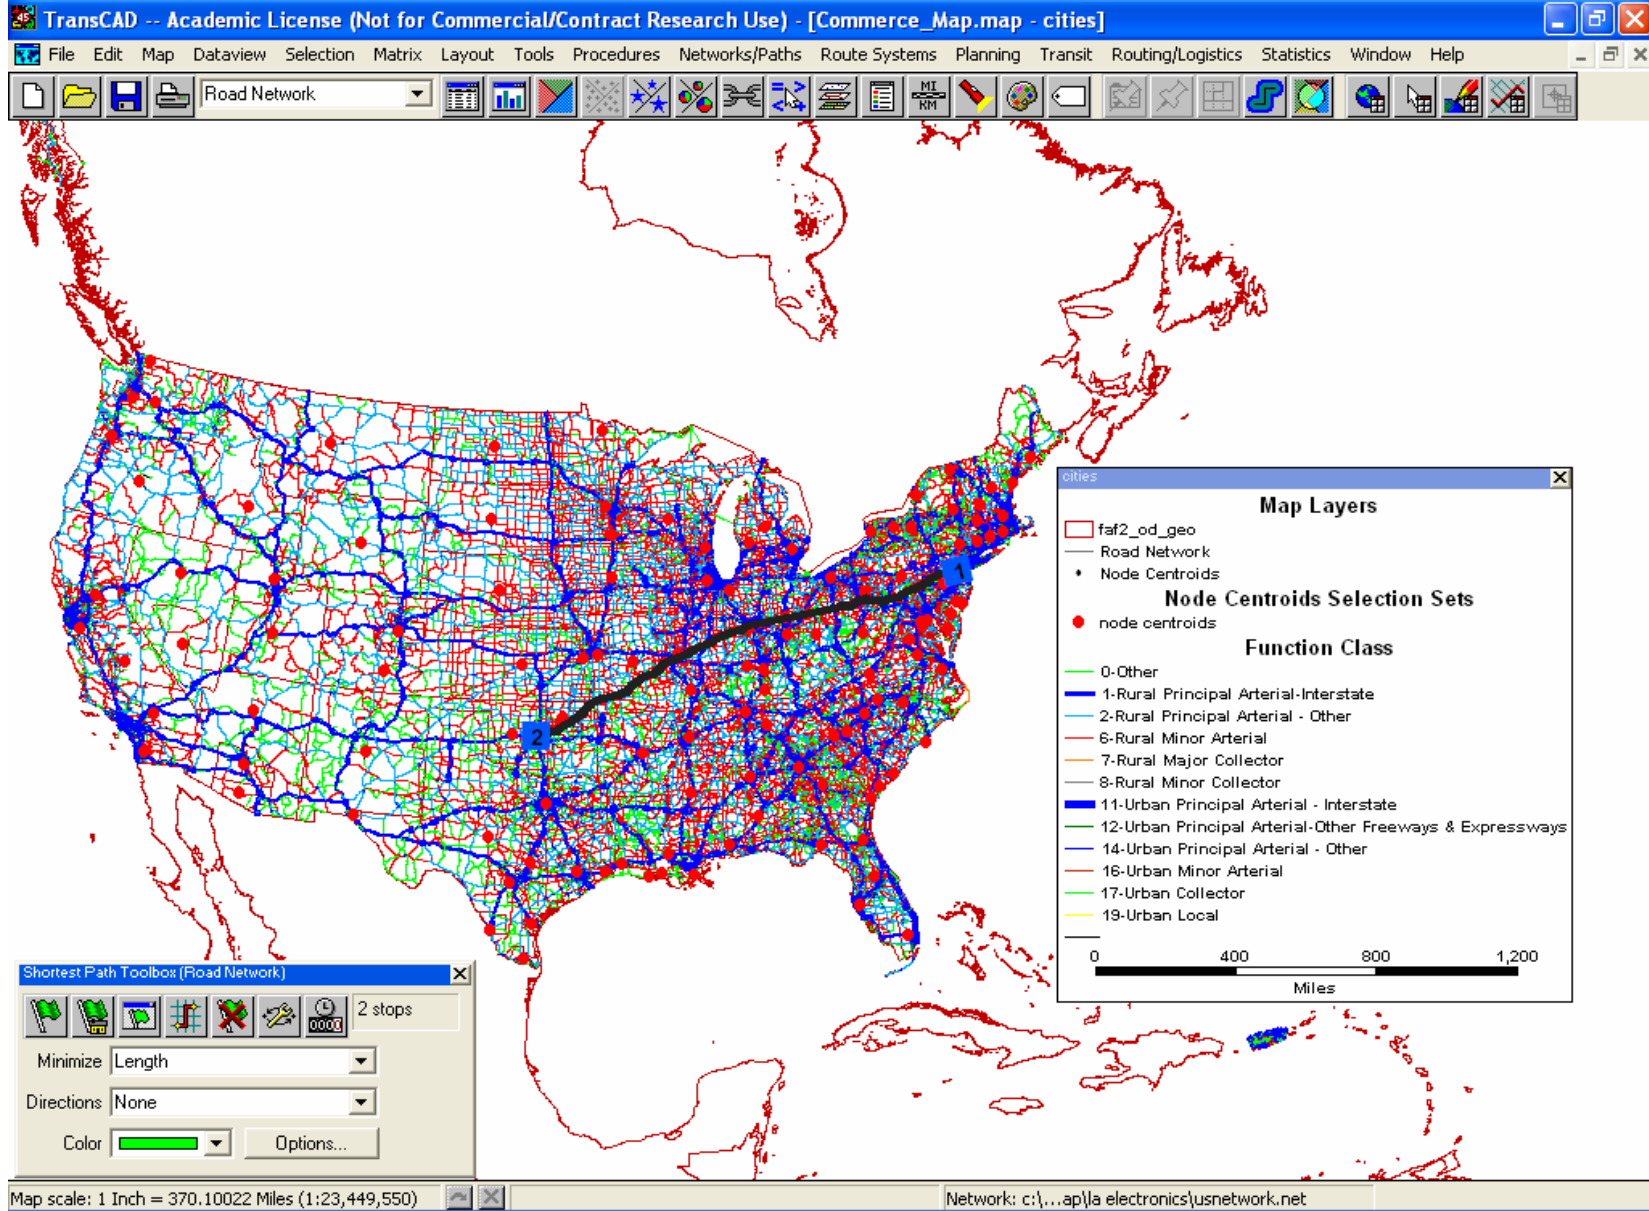 TransCAD -- Academic License (Not for Commercial/Contract Research Use) - [Commerce_Map.map - cities]
File Edit Map Dataview Selection Matrix Layout Tools Procedures Networks/Paths Route Systems Planning Transit Routing/Logistics Statistics Window Help
Road Network
MI
KM
cities
Map Layers
faf2_od_geo
Road Network
Node Centroids
Node Centroids Selection Sets
node centroids
Function Class
0-Other
1-Rural Principal Arterial-Interstate
2-Rural Principal Arterial - Other
6-Rural Minor Arterial
7-Rural Major Collector
8-Rural Minor Collector
11-Urban Principal Arterial - Interstate
12-Urban Principal Arterial-Other Freeways & Expressways
14-Urban Principal Arterial - Other
16-Urban Minor Arterial
17-Urban Collector
19-Urban Local
0 400 800 1,200
Miles
1
2
Shortest Path Toolbox (Road Network)
2 stops
Minimize Length
Directions None
Color Options...
Map scale: 1 Inch = 370.10022 Miles (1:23,449,550)
Network: c:\...ap\la electronics\usnetwork.net